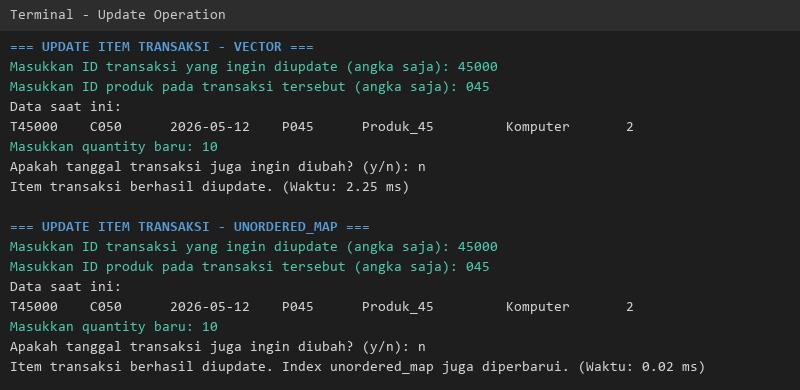 Terminal - Update Operation
=== UPDATE ITEM TRANSAKSI - VECTOR ===
Masukkan ID transaksi yang ingin diupdate (angka saja): 45000
Masukkan ID produk pada transaksi tersebut (angka saja): 045
Data saat ini:
T45000    C050      2026-05-12    P045      Produk_45         Komputer       2
Masukkan quantity baru: 10
Apakah tanggal transaksi juga ingin diubah? (y/n): n
Item transaksi berhasil diupdate. (Waktu: 2.25 ms)
=== UPDATE ITEM TRANSAKSI - UNORDERED_MAP ===
Masukkan ID transaksi yang ingin diupdate (angka saja): 45000
Masukkan ID produk pada transaksi tersebut (angka saja): 045
Data saat ini:
T45000    C050      2026-05-12    P045      Produk_45         Komputer       2
Masukkan quantity baru: 10
Apakah tanggal transaksi juga ingin diubah? (y/n): n
Item transaksi berhasil diupdate. Index unordered_map juga diperbarui. (Waktu: 0.02 ms)